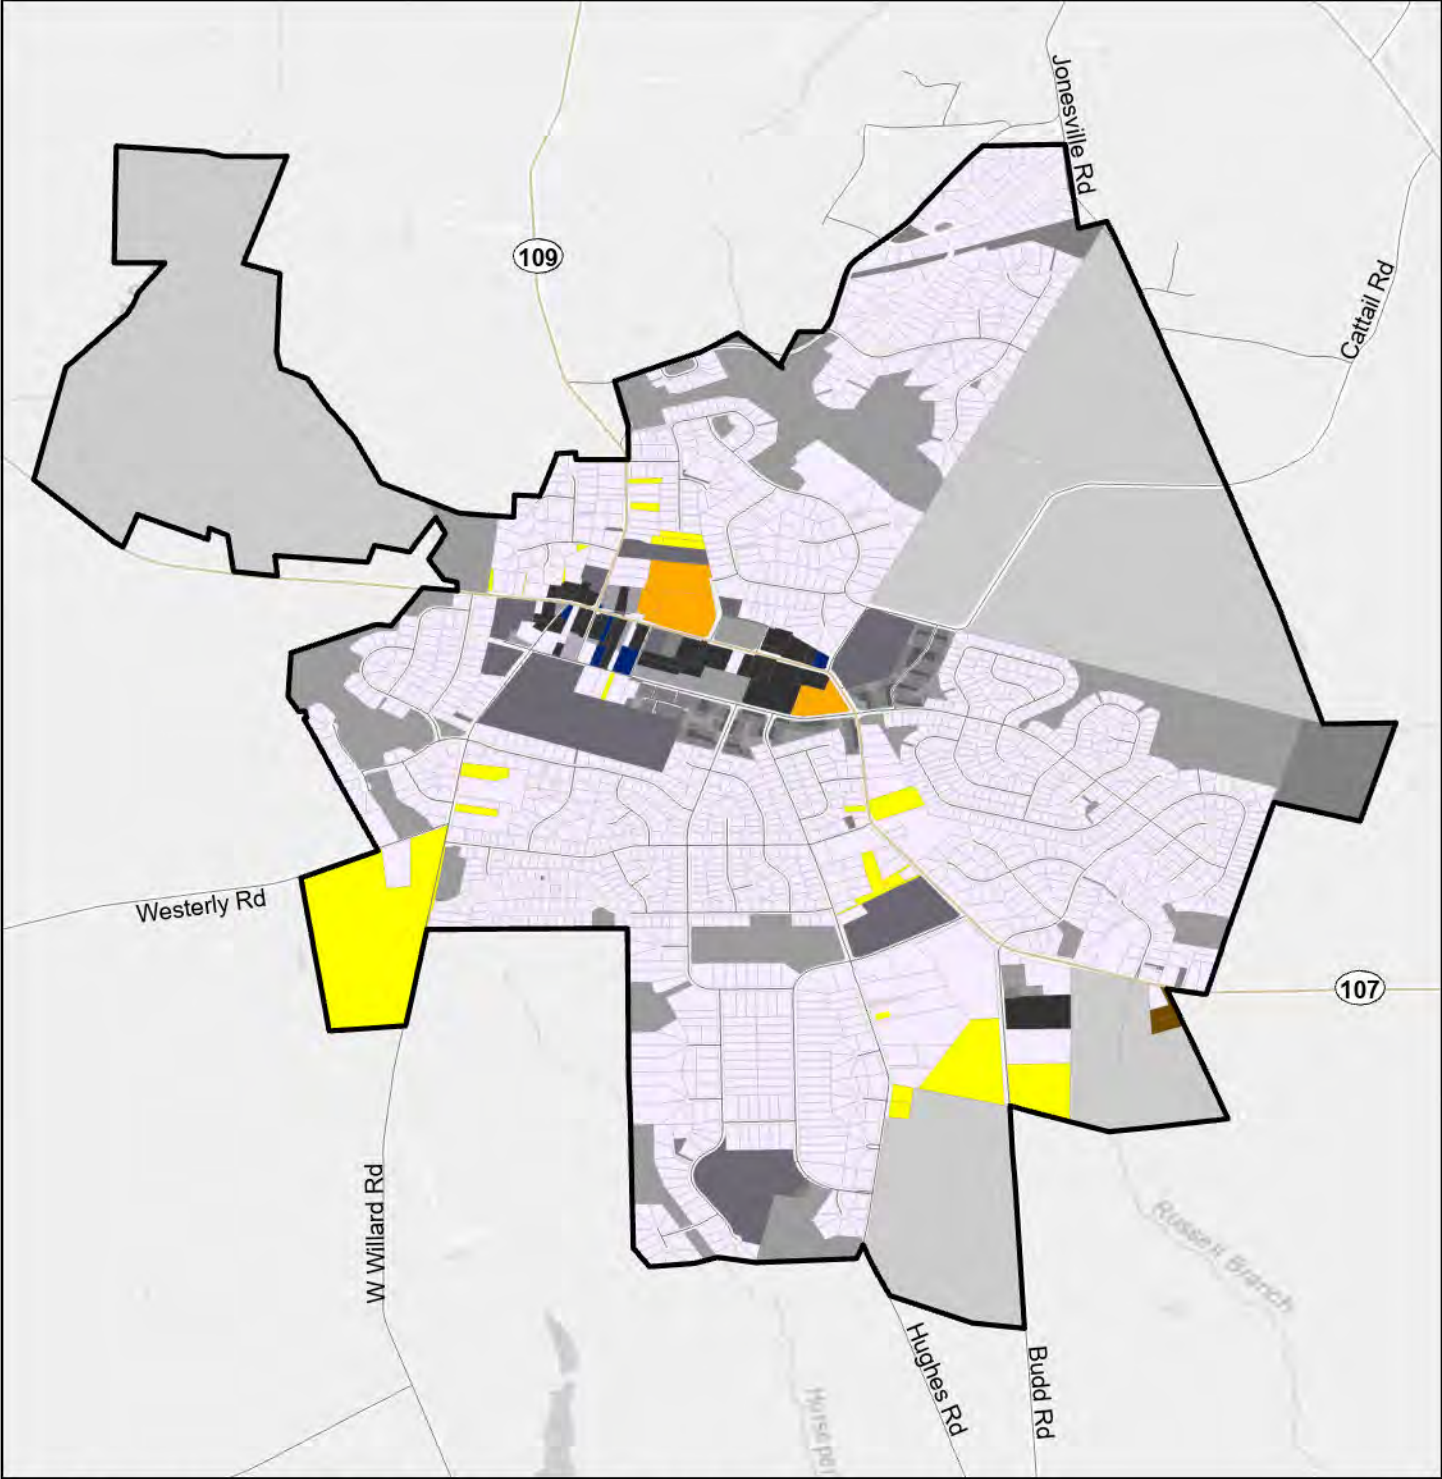 Jonesville Rd
109
Cattail Rd
Westerly Rd
107
W Willard Rd
Russell Branch
Hughes Rd
Budd Rd